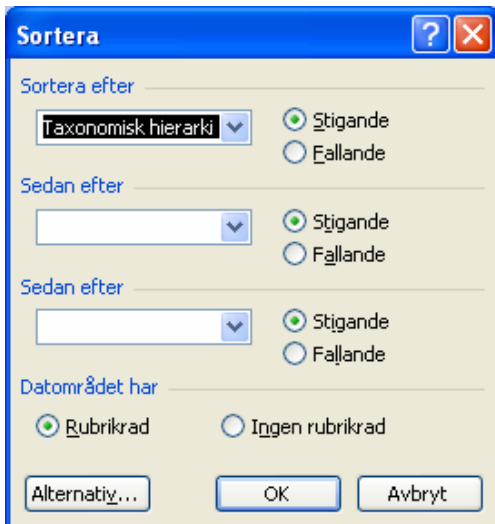 Sortera
Sortera efter
Taxonomisk hierarki
Stigande
Fallande
Sedan efter
Stigande
Fallande
Sedan efter
Stigande
Fallande
Datområdet har
Rubrikrad
Ingen rubrikrad
Alternativ...
OK
Avbryt